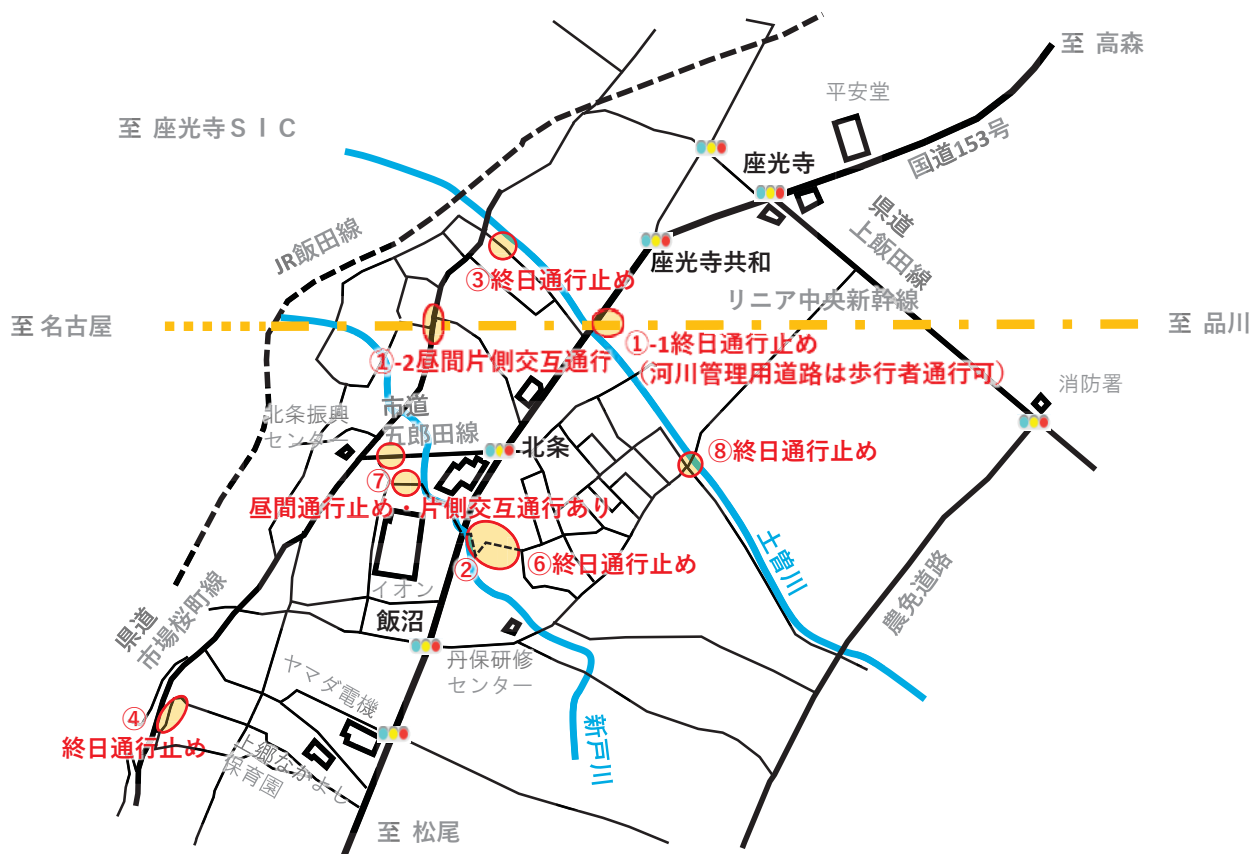 至 高森
平安堂
至 座光寺ＳＩＣ
国道153号
座光寺
県道
上飯田線
JR飯田線
座光寺共和
③終日通行止め
リニア中央新幹線
至 名古屋
至 品川
①-1終日通行止め
（河川管理用道路は歩行者通行可）
①-2昼間片側交互通行
消防署
市道
五郎田線
北条振興
センター
北条
⑧終日通行止め
⑦
昼間通行止め・片側交互通行あり
②
⑥終日通行止め
土曽川
イオン
農免道路
県道
市場桜町線
飯沼
丹保研修
センター
ヤマダ電機
④
終日通行止め
新戸川
上郷なかよし
保育園
至 松尾